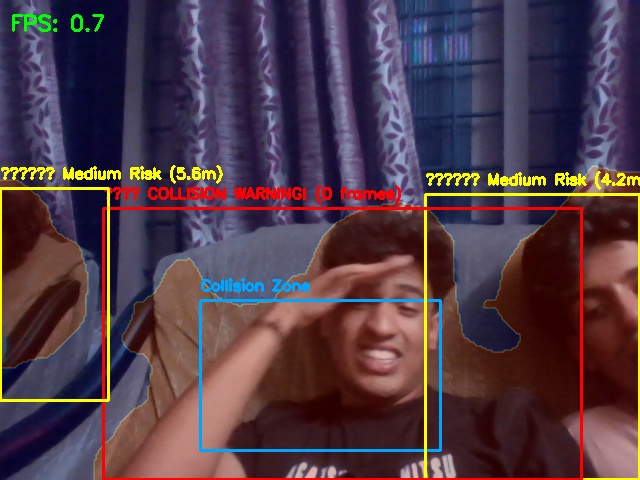 FPS: 0.7
?????? Medium Risk (5.6m)
?????? Medium Risk (4.2m
???? COLLISION WARNING! (0 frames)
Collision Zone